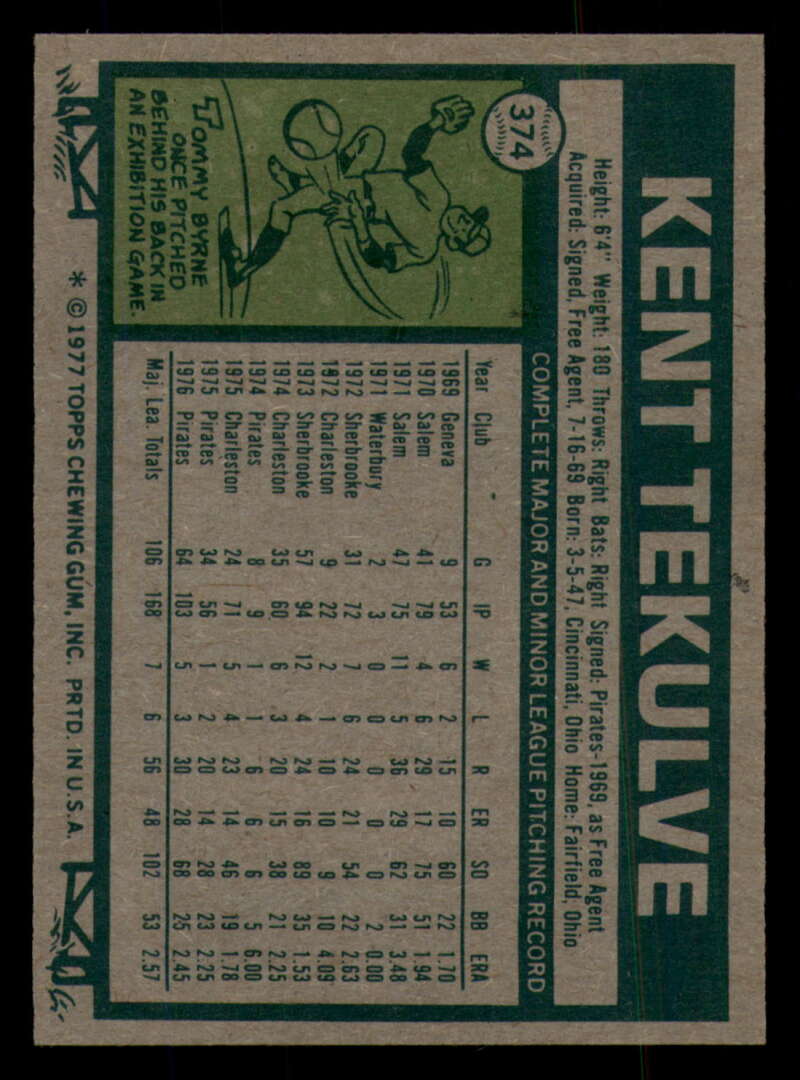 374
KENT TEKULVE
Height: 6'4" Weight: 180 Throws: Right Bats: Right Signed: Pirates-1969, as Free Agent
Acquired: Signed, Free Agent, 7-16-69 Born: 3-5-47, Cincinnati, Ohio Home: Fairfield, Ohio
TOMMY BYRNE
ONCE PITCHED
BEHIND HIS BACK IN
AN EXHIBITION GAME.
COMPLETE MAJOR AND MINOR LEAGUE PITCHING RECORD
Year Club G IP W L R ER SO BB ERA
1969 Geneva 9 53 6 2 15 10 60 22 1.70
1970 Salem 41 79 4 6 29 17 75 51 1.94
1971 Salem 47 75 11 5 36 29 62 31 3.48
1971 Waterbury 2 3 0 0 0 0 0 2 0.00
1972 Sherbrooke 31 72 7 6 24 21 54 22 2.63
1972 Charleston 9 22 2 1 10 10 9 10 4.09
1973 Sherbrooke 57 94 12 4 24 16 89 35 1.53
1974 Charleston 35 60 6 3 20 15 38 21 2.25
1974 Pirates 8 9 1 1 6 6 6 5 6.00
1975 Charleston 24 71 5 4 23 14 46 19 1.78
1975 Pirates 34 56 1 2 20 14 28 23 2.25
1976 Pirates 64 103 5 3 30 28 68 25 2.45
Maj. Lea. Totals 106 168 7 6 56 48 102 53 2.57
* © 1977 TOPPS CHEWING GUM, INC. PRTD. IN U.S.A.